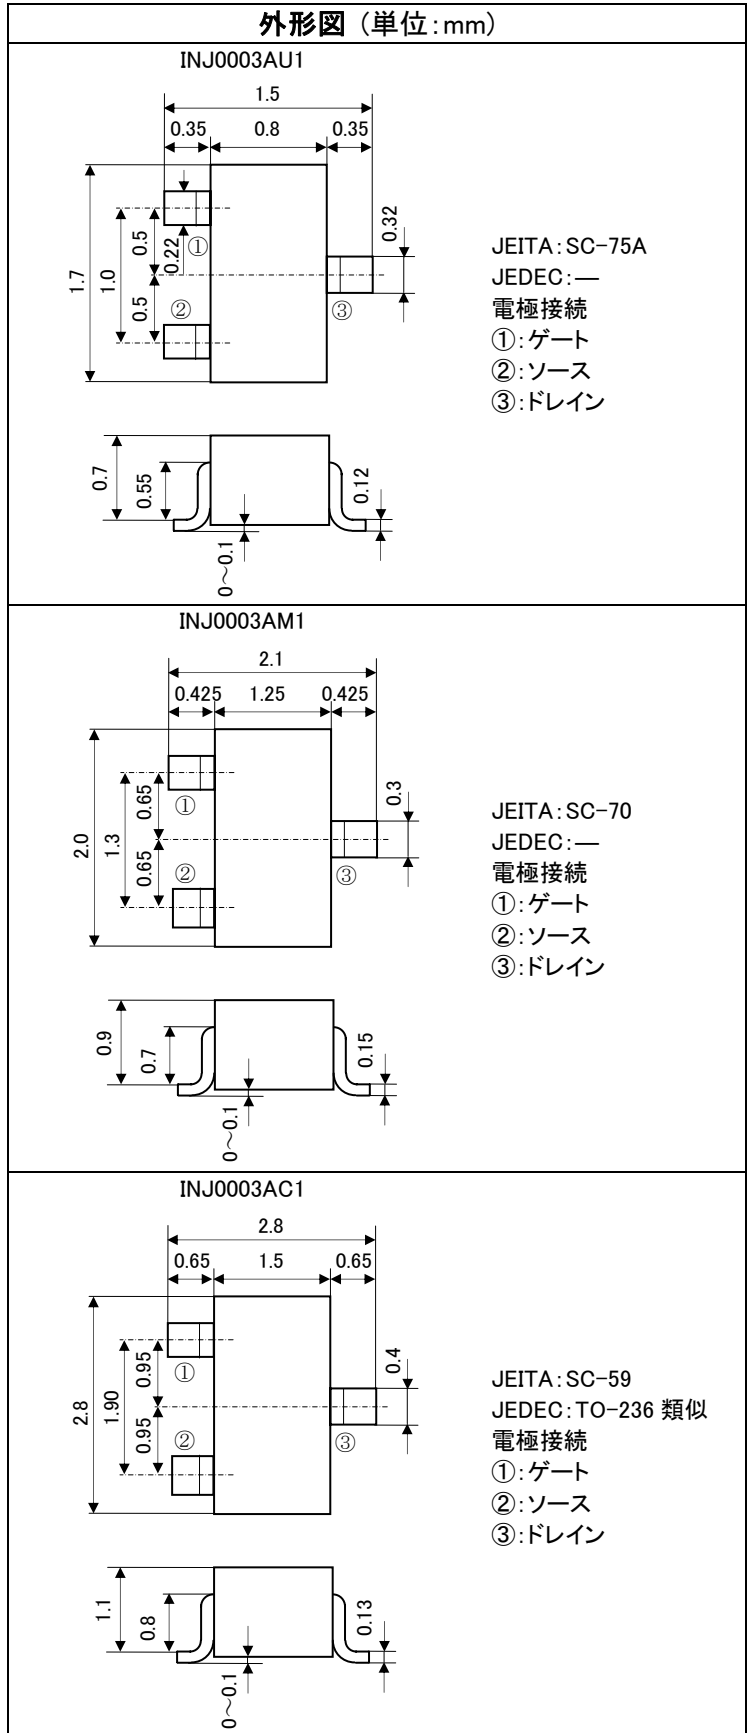 外形図 (単位:mm)
INJ0003AU1
1.5
0.35 0.8 0.35
1.7
1.0
0.5
0.5
0.22
0.32
①
②
③
JEITA:SC-75A
JEDEC:―
電極接続
①:ゲート
②:ソース
③:ドレイン
0.7
0.55
0.12
0~0.1
INJ0003AM1
2.1
0.425 1.25 0.425
2.0
1.3
0.65
0.65
0.3
①
②
③
JEITA:SC-70
JEDEC:―
電極接続
①:ゲート
②:ソース
③:ドレイン
0.9
0.7
0.15
0~0.1
INJ0003AC1
2.8
0.65 1.5 0.65
2.8
1.90
0.95
0.95
0.4
①
②
③
JEITA:SC-59
JEDEC:TO-236 類似
電極接続
①:ゲート
②:ソース
③:ドレイン
1.1
0.8
0.13
0~0.1